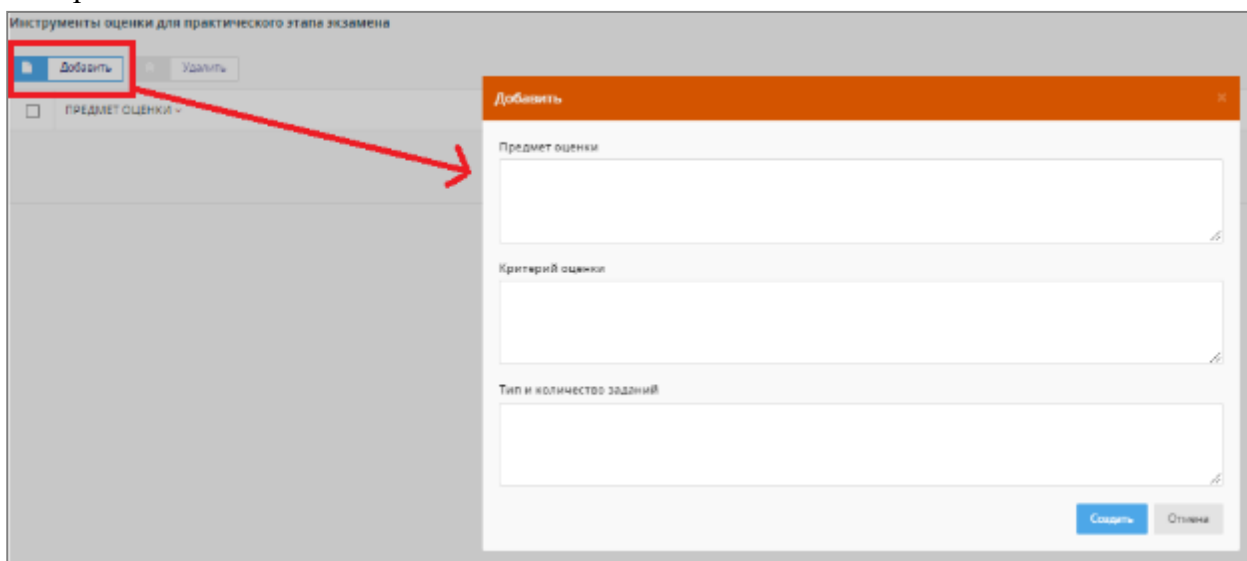 Инструменты оценки для практического этапа экзамена
Добавить Удалить
ПРЕДМЕТ ОЦЕНКИ
Добавить ×
Предмет оценки
Критерий оценки
Тип и количество заданий
Создать Отмена